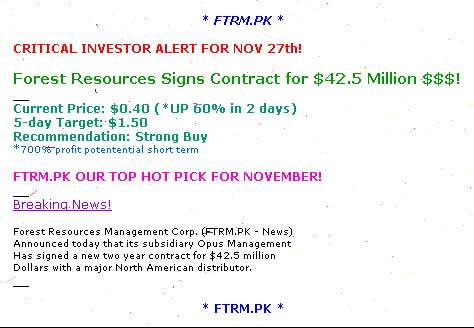 * FTRM.PK *
CRITICAL INVESTOR ALERT FOR NOV 27th!
Forest Resources Signs Contract for $42.5 Million $$$!
Current Price: $0.40 (*UP 60% in 2 days)
5-day Target: $1.50
Recommendation: Strong Buy
*700% profit potentential short term
FTRM.PK OUR TOP HOT PICK FOR NOVEMBER!
Breaking News!
Forest Resources Management Corp. (FTRM.PK - News)
Announced today that its subsidiary Opus Management
Has signed a new two year contract for $42.5 million
Dollars with a major North American distributor.
* FTRM.PK *